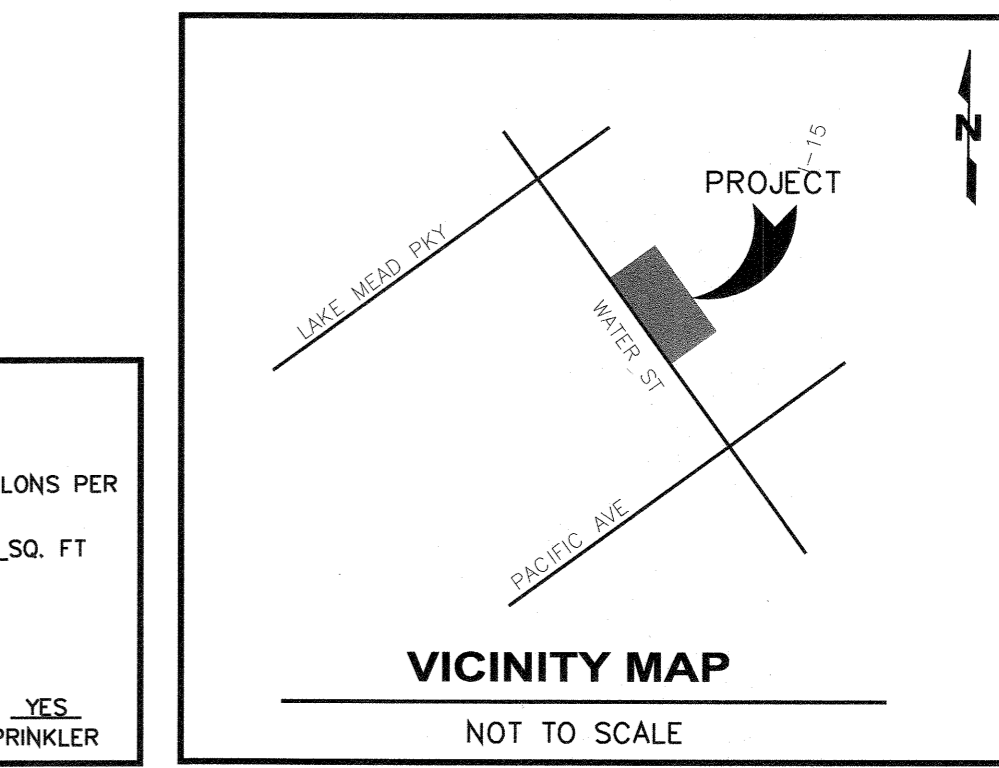 N
I-15
PROJECT
LAKE MEAD PKY
WATER ST
PACIFIC AVE
VICINITY MAP
NOT TO SCALE
LONS PER
SQ. FT
YES
PRINKLER